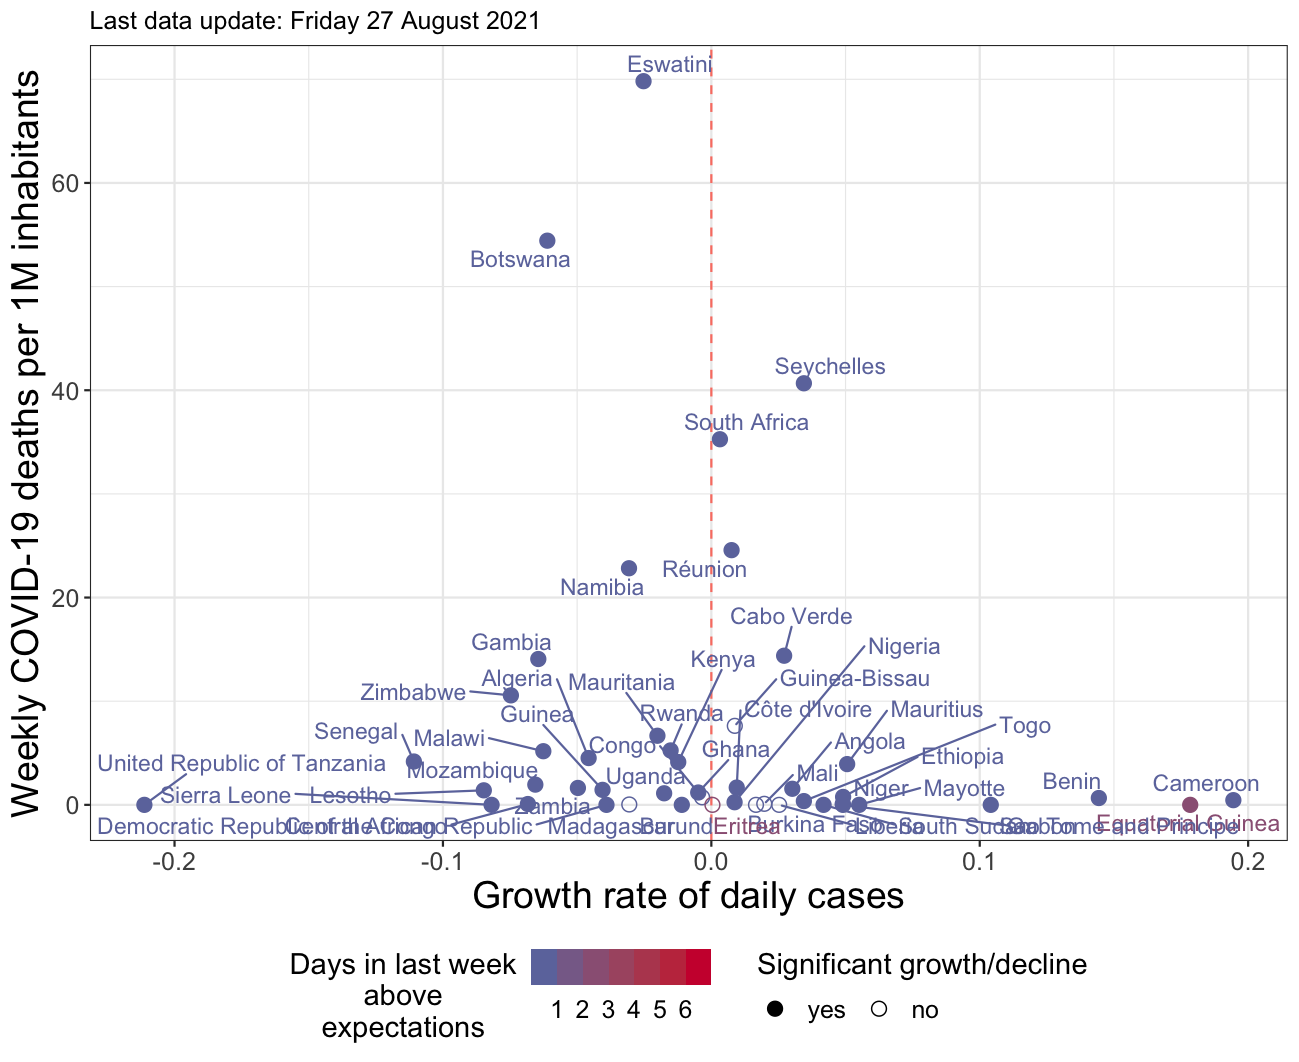 Last data update: Friday 27 August 2021
Weekly COVID-19 deaths per 1M inhabitants
60
40
20
0
Eswatini
Botswana
Seychelles
South Africa
Réunion
Namibia
Cabo Verde
Gambia
Nigeria
Kenya
Algeria
Mauritania
Guinea-Bissau
Zimbabwe
Guinea
Rwanda
Côte d'Ivoire
Mauritius
Senegal
Malawi
Congo
Ghana
Angola
Togo
United Republic of Tanzania
Mozambique
Uganda
Mali
Ethiopia
Sierra Leone
Lesotho
Zambia
Niger
Mayotte
Benin
Cameroon
Democratic Republic of the Congo
Central African Republic
Madagascar
Burundi
Eritrea
Burkina Faso
Liberia
South Sudan
Gabon
Sao Tome and Principe
Equatorial Guinea
-0.2
-0.1
0.0
0.1
0.2
Growth rate of daily cases
Days in last week
above
expectations
1 2 3 4 5 6
Significant growth/decline
yes
no